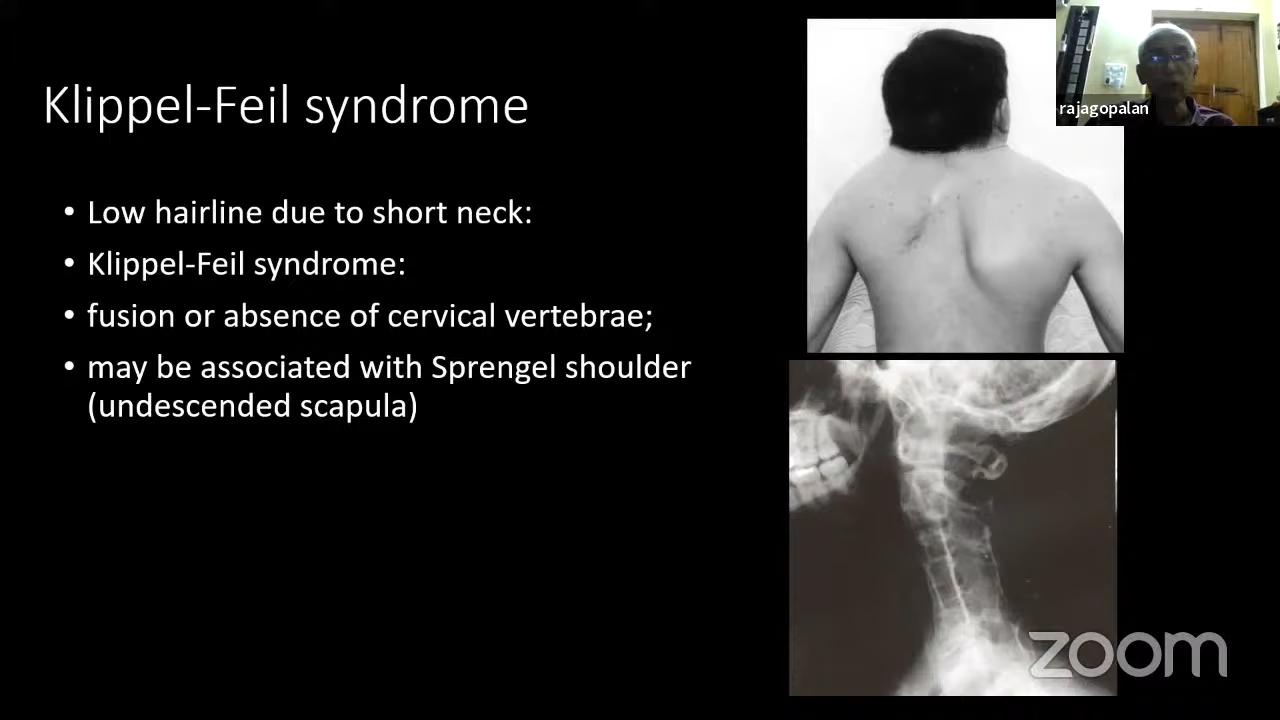 Klippel-Feil syndrome
• Low hairline due to short neck:
• Klippel-Feil syndrome:
• fusion or absence of cervical vertebrae;
• may be associated with Sprengel shoulder
(undescended scapula)
rajagopalan
zoom